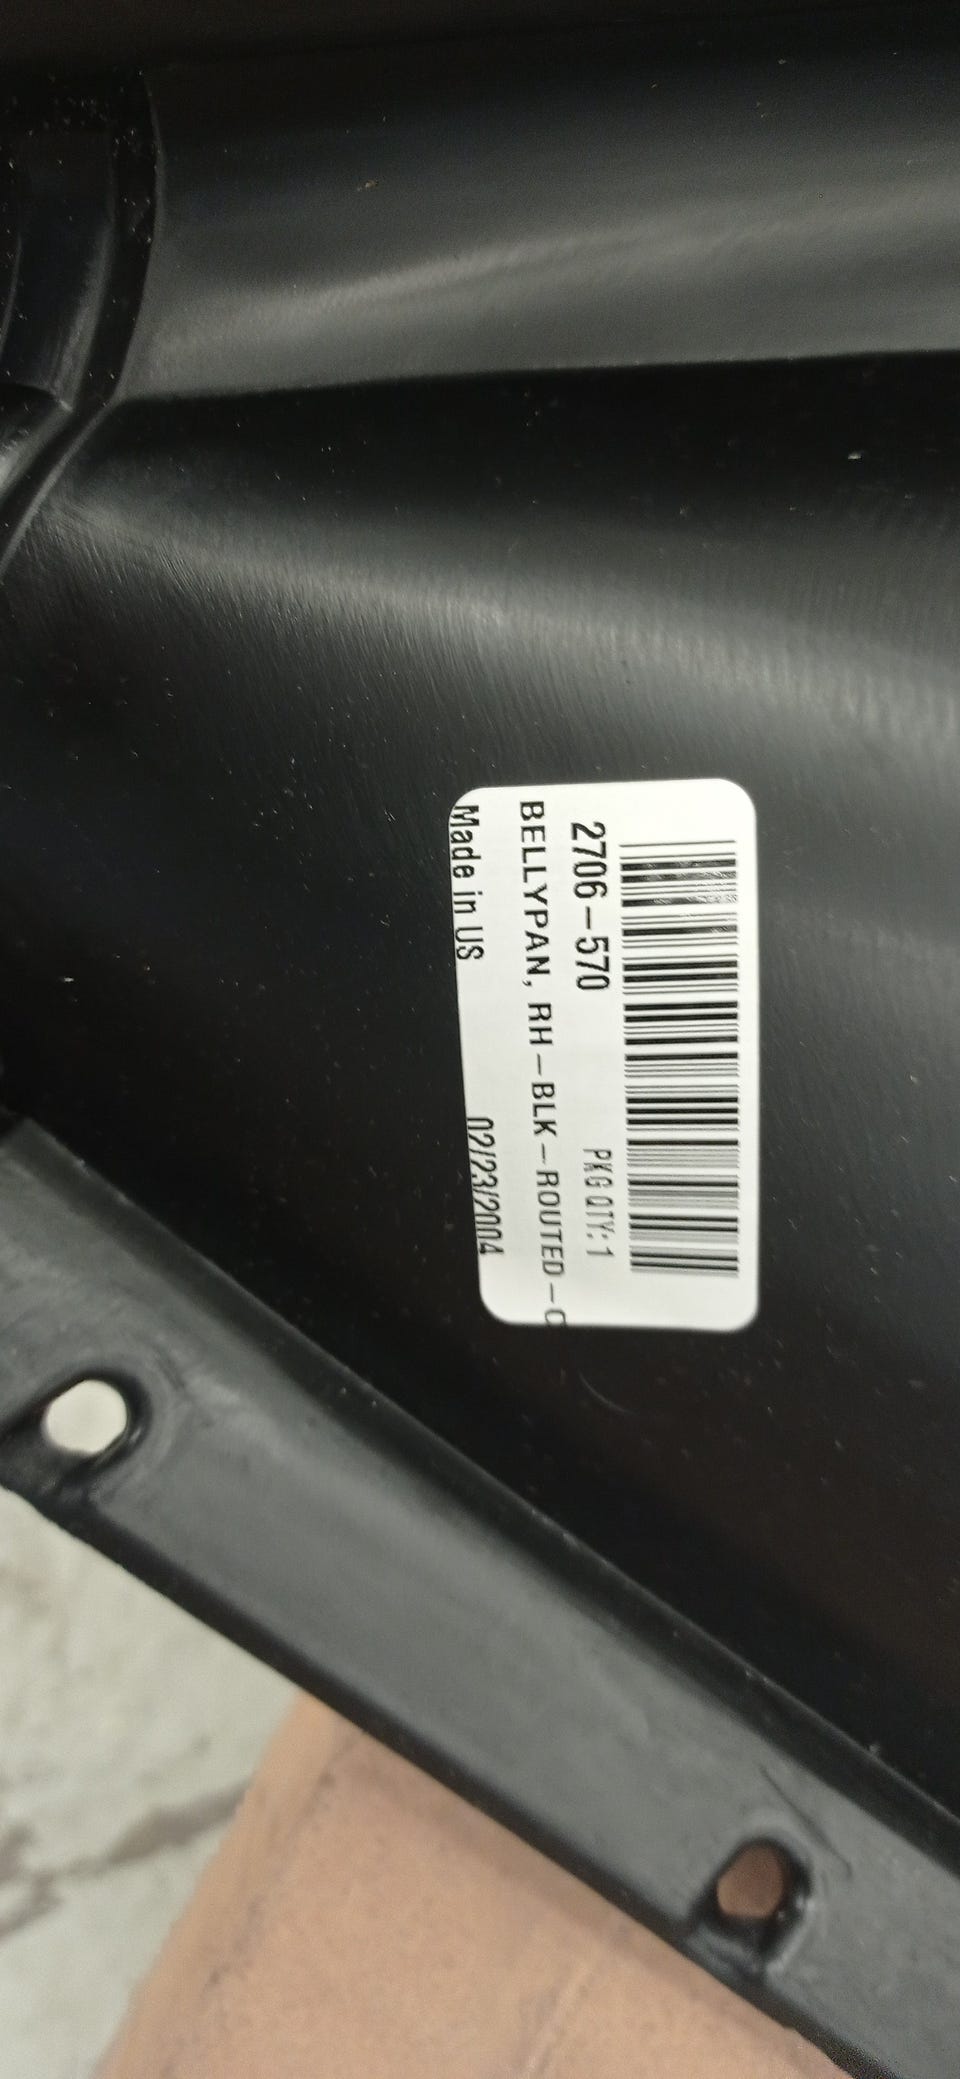 2706-570
PKG QTY:1
BELLYPAN, RH-BLK-ROUTED-C
Made in US
02/23/2004